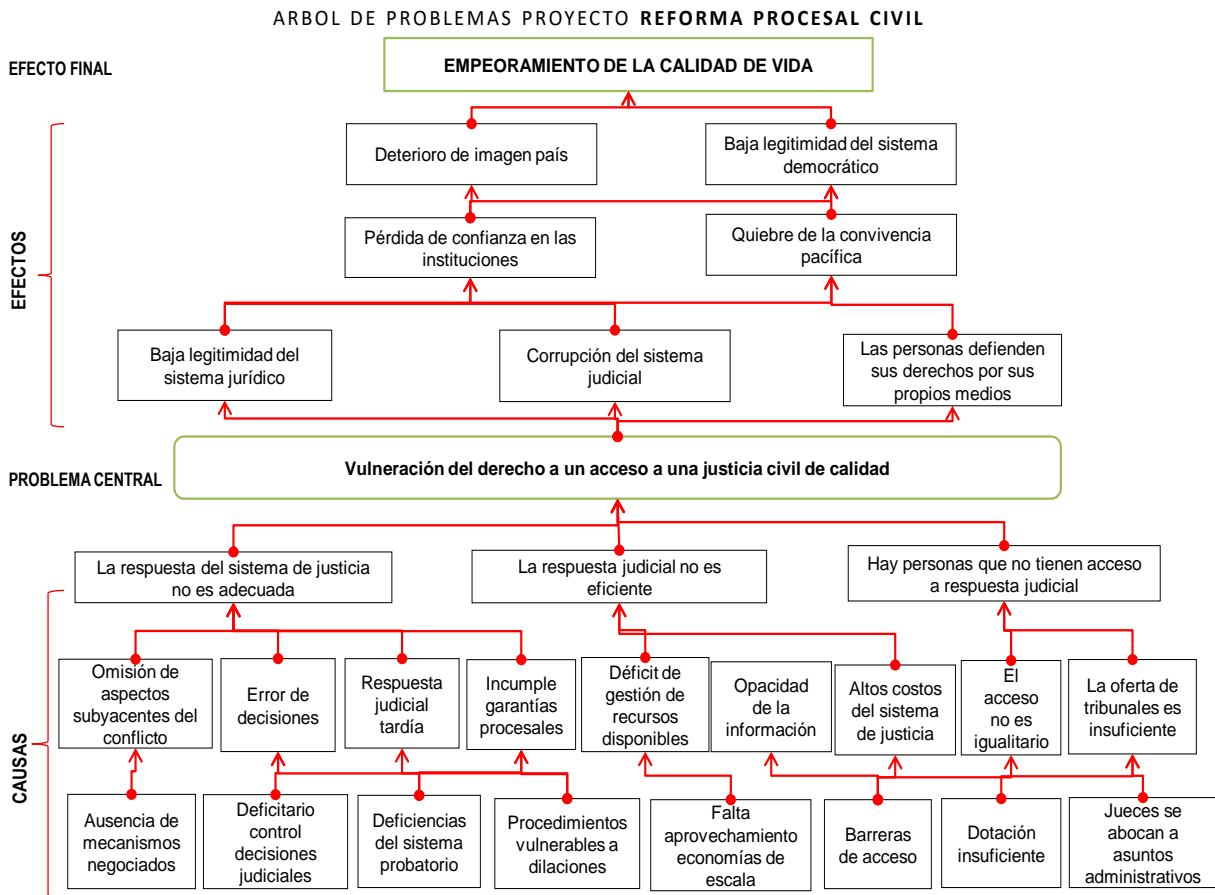 ARBOL DE PROBLEMAS PROYECTO REFORMA PROCESAL CIVIL
EFECTO FINAL
EMPEORAMIENTO DE LA CALIDAD DE VIDA
EFECTOS
Deterioro de imagen país
Baja legitimidad del sistema
democrático
Pérdida de confianza en las
instituciones
Quiebre de la convivencia
pacífica
Baja legitimidad del
sistema jurídico
Corrupción del sistema
judicial
Las personas defienden
sus derechos por sus
propios medios
PROBLEMA CENTRAL
Vulneración del derecho a un acceso a una justicia civil de calidad
CAUSAS
La respuesta del sistema de justicia
no es adecuada
La respuesta judicial no es
eficiente
Hay personas que no tienen acceso
a respuesta judicial
Omisión de
aspectos
subyacentes del
conflicto
Error de
decisiones
Respuesta
judicial
tardía
Incumple
garantías
procesales
Déficit de
gestión de
recursos
disponibles
Opacidad
de la
información
Altos costos
del sistema
de justicia
El
acceso
no es
igualitario
La oferta de
tribunales es
insuficiente
Ausencia de
mecanismos
negociados
Deficitario
control
decisiones
judiciales
Deficiencias
del sistema
probatorio
Procedimientos
vulnerables a
dilaciones
Falta
aprovechamiento
economías de
escala
Barreras
de acceso
Dotación
insuficiente
Jueces se
abocan a
asuntos
administrativos